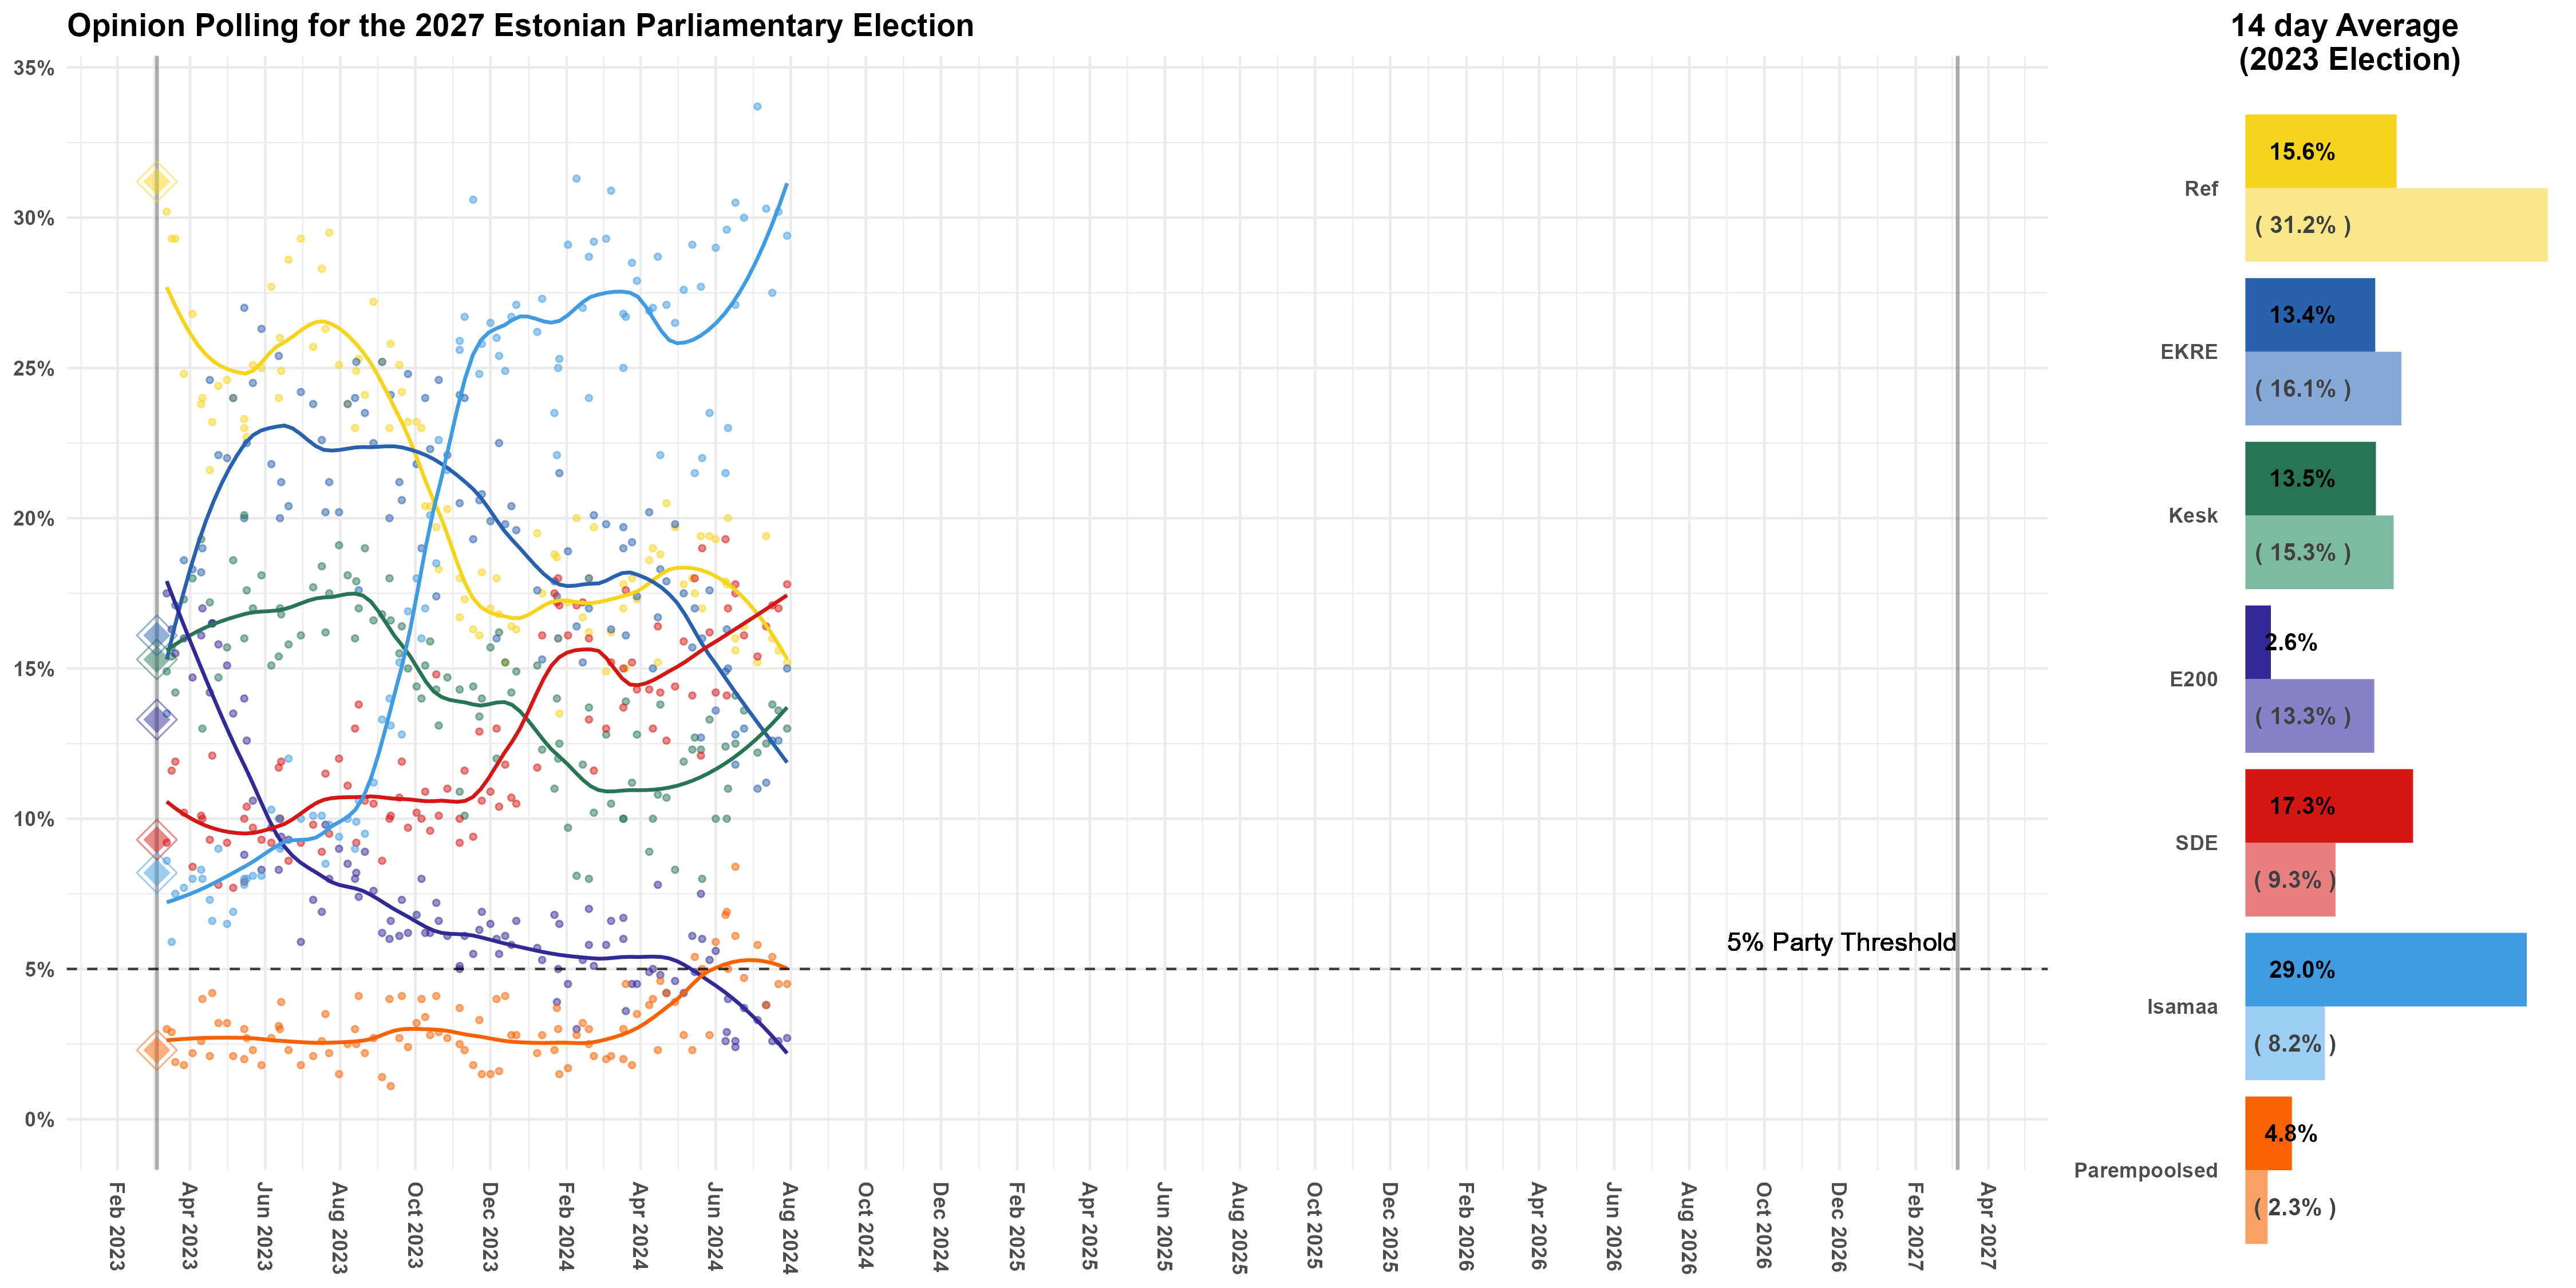 Opinion Polling for the 2027 Estonian Parliamentary Election
35%
30%
25%
20%
15%
10%
5%
0%
5% Party Threshold
Feb 2023
Apr 2023
Jun 2023
Aug 2023
Oct 2023
Dec 2023
Feb 2024
Apr 2024
Jun 2024
Aug 2024
Oct 2024
Dec 2024
Feb 2025
Apr 2025
Jun 2025
Aug 2025
Oct 2025
Dec 2025
Feb 2026
Apr 2026
Jun 2026
Aug 2026
Oct 2026
Dec 2026
Feb 2027
Apr 2027
14 day Average
(2023 Election)
Ref
15.6%
( 31.2% )
EKRE
13.4%
( 16.1% )
Kesk
13.5%
( 15.3% )
E200
2.6%
( 13.3% )
SDE
17.3%
( 9.3% )
Isamaa
29.0%
( 8.2% )
Parempoolsed
4.8%
( 2.3% )